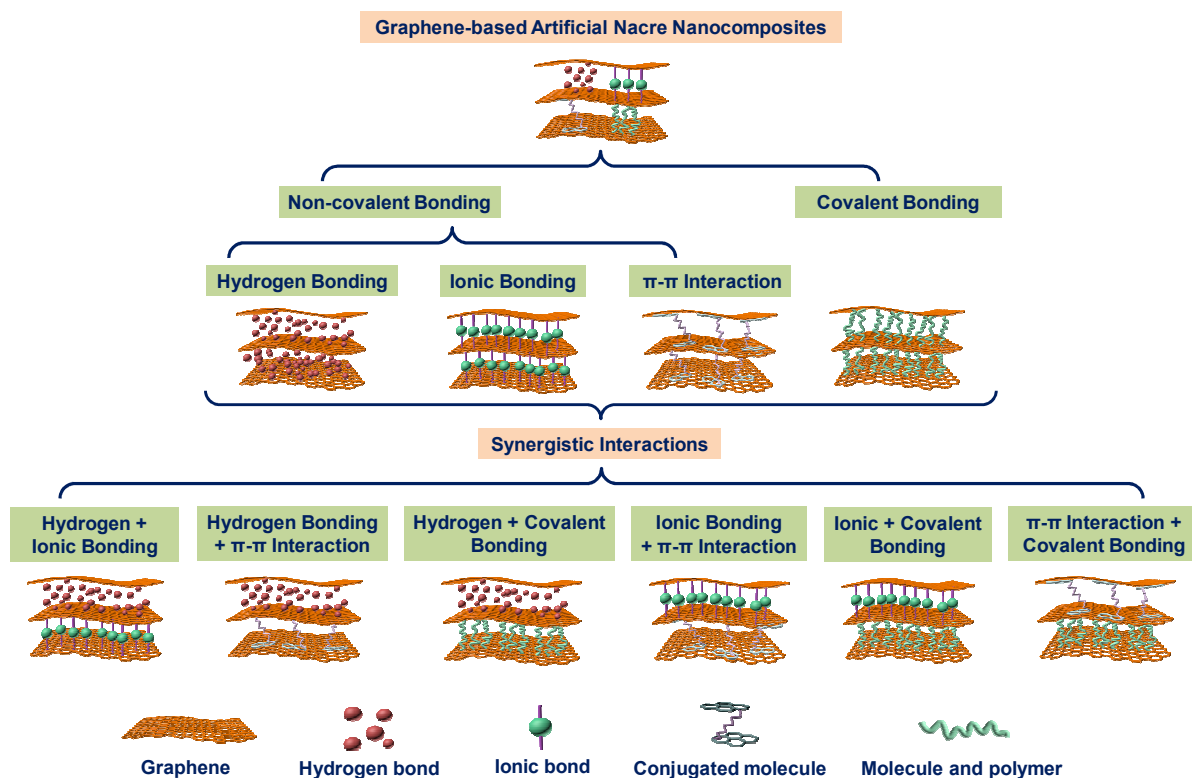 Graphene-based Artificial Nacre Nanocomposites
Non-covalent Bonding
Covalent Bonding
Hydrogen Bonding
Ionic Bonding
π-π Interaction
Synergistic Interactions
Hydrogen +
Ionic Bonding
Hydrogen Bonding
+ π-π Interaction
Hydrogen + Covalent
Bonding
Ionic Bonding
+ π-π Interaction
Ionic + Covalent
Bonding
π-π Interaction +
Covalent Bonding
Graphene
Hydrogen bond
Ionic bond
Conjugated molecule
Molecule and polymer